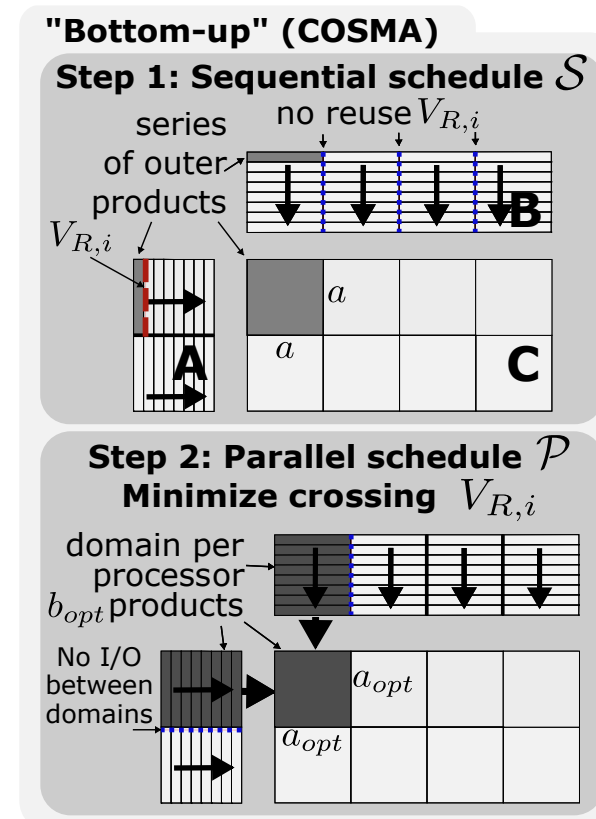 "Bottom-up" (COSMA)
Step 1: Sequential schedule 𝒮
series
of outer
products
no reuse V_{R,i}
B
V_{R,i}
A
a
a
C
Step 2: Parallel schedule 𝒫
Minimize crossing V_{R,i}
domain per
processor
b_{opt} products
No I/O
between
domains
a_{opt}
a_{opt}